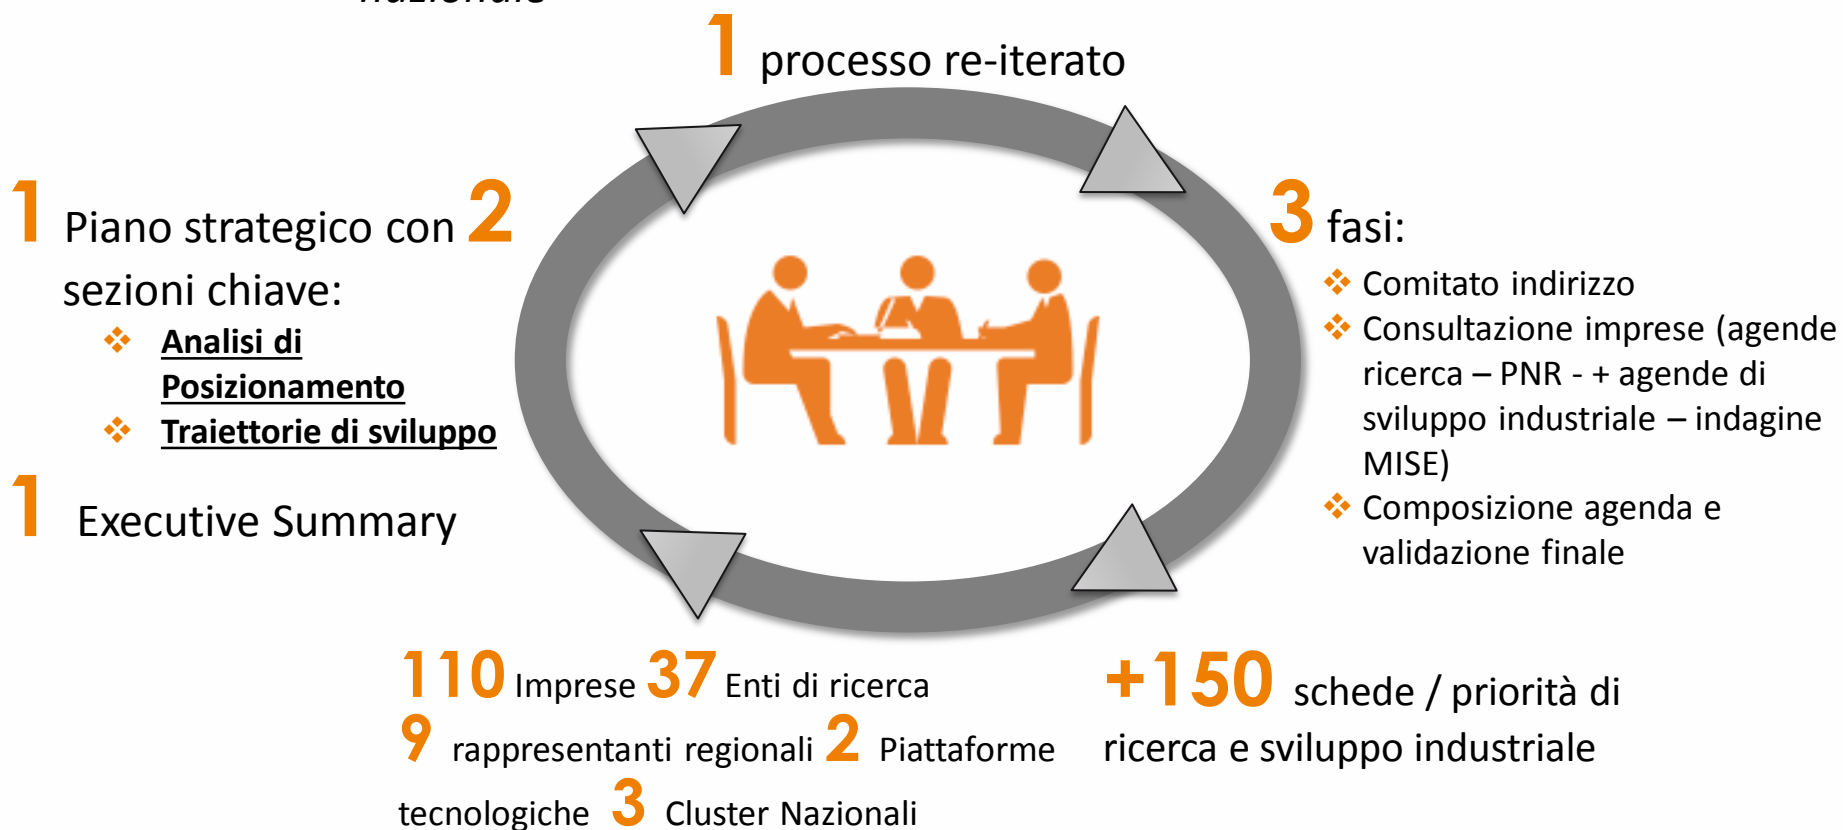 nazionale
1 processo re-iterato
1 Piano strategico con 2
sezioni chiave:
❖ Analisi di
Posizionamento
❖ Traiettorie di sviluppo
1 Executive Summary
3 fasi:
❖ Comitato indirizzo
❖ Consultazione imprese (agende
ricerca – PNR - + agende di
sviluppo industriale – indagine
MISE)
❖ Composizione agenda e
validazione finale
110 Imprese 37 Enti di ricerca
9 rappresentanti regionali 2 Piattaforme
tecnologiche 3 Cluster Nazionali
+150 schede / priorità di
ricerca e sviluppo industriale